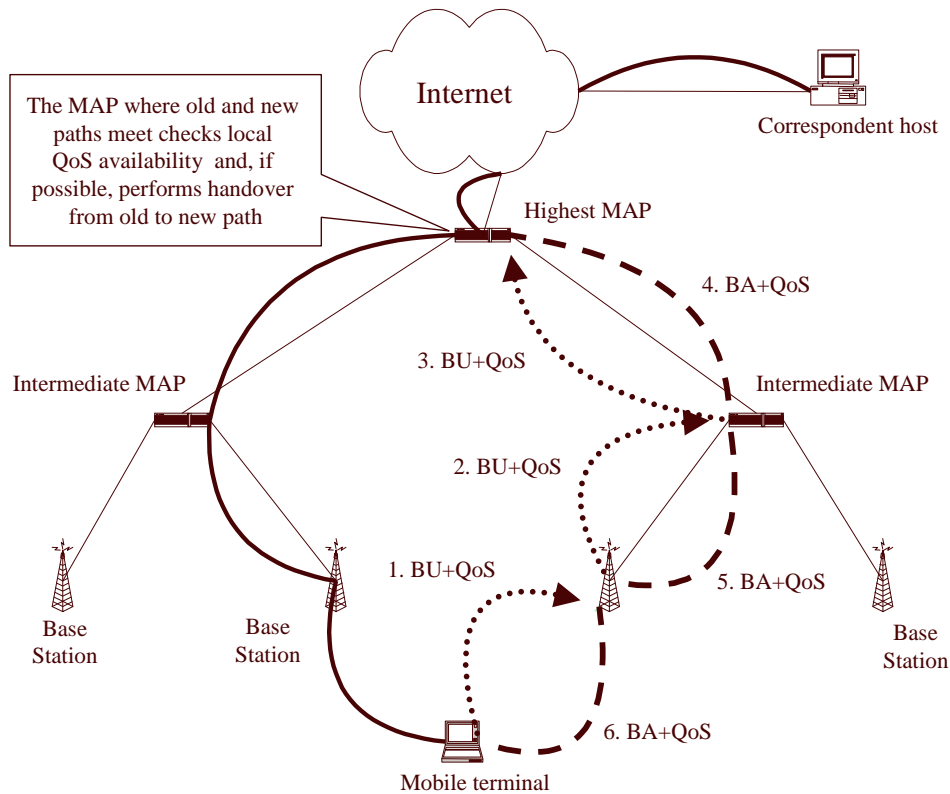 Internet
The MAP where old and new
paths meet checks local
QoS availability and, if
possible, performs handover
from old to new path
Correspondent host
Highest MAP
4. BA+QoS
3. BU+QoS
Intermediate MAP
Intermediate MAP
2. BU+QoS
1. BU+QoS
5. BA+QoS
Base
Station
Base
Station
Base
Station
6. BA+QoS
Mobile terminal